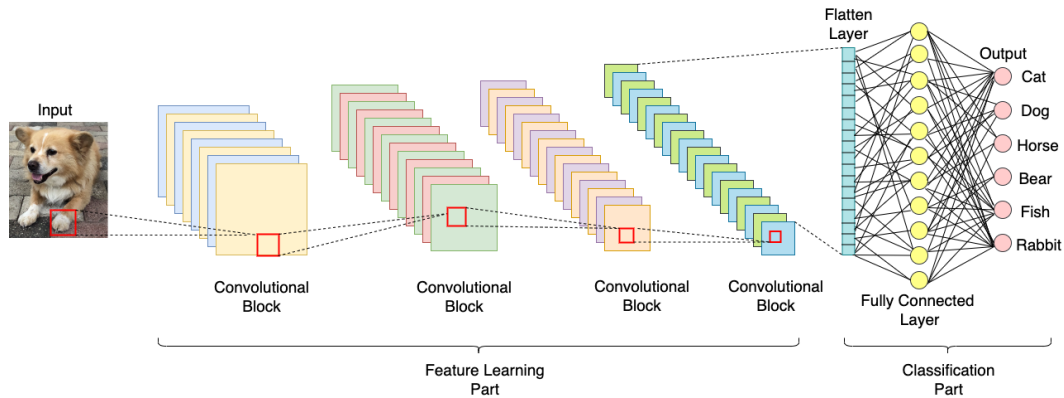 Input
Convolutional
Block
Convolutional
Block
Convolutional
Block
Convolutional
Block
Feature Learning
Part
Flatten
Layer
Fully Connected
Layer
Output
Cat
Dog
Horse
Bear
Fish
Rabbit
Classification
Part